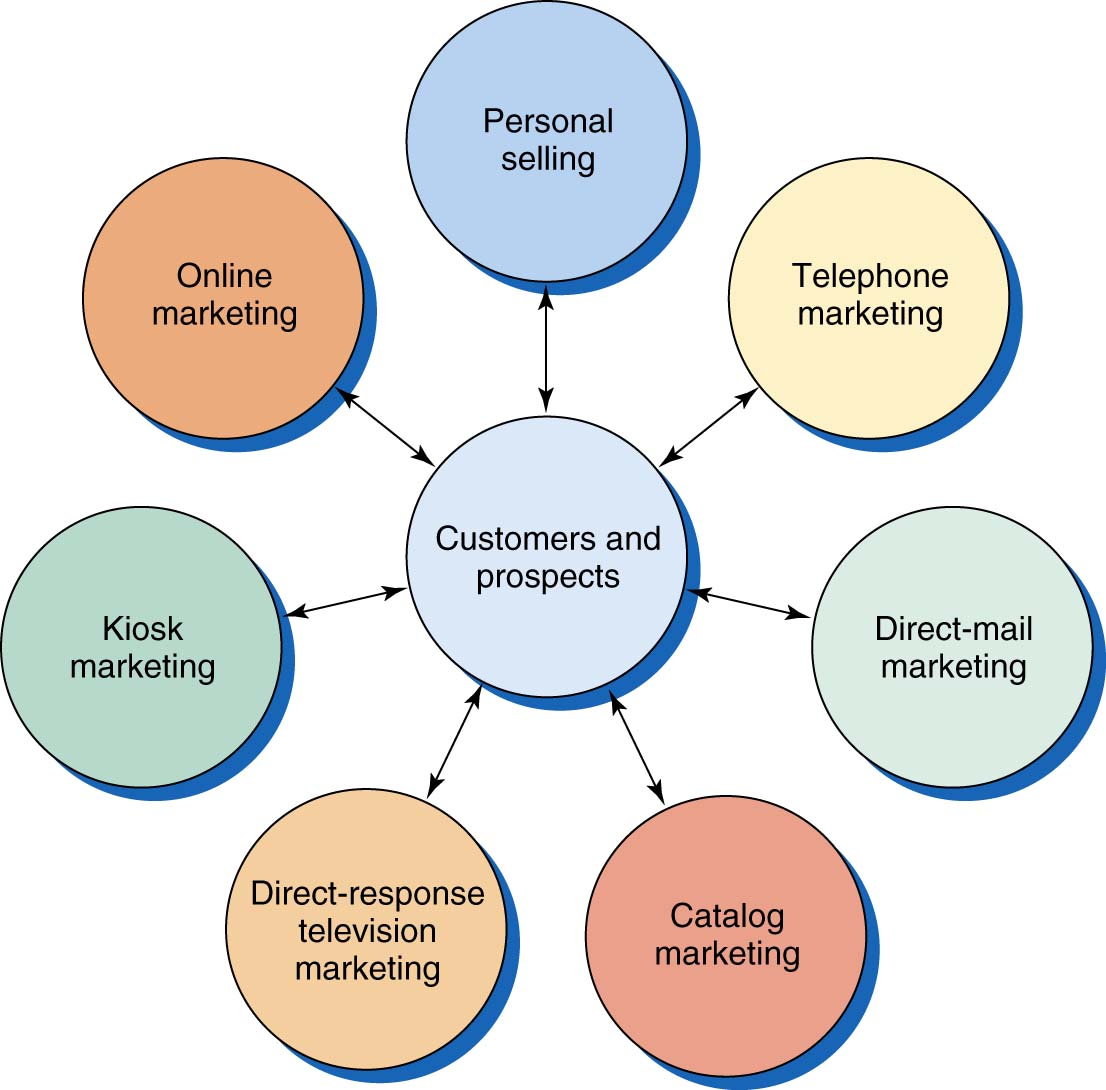 Personal
selling
Online
marketing
Telephone
marketing
Customers and
prospects
Kiosk
marketing
Direct-mail
marketing
Direct-response
television
marketing
Catalog
marketing